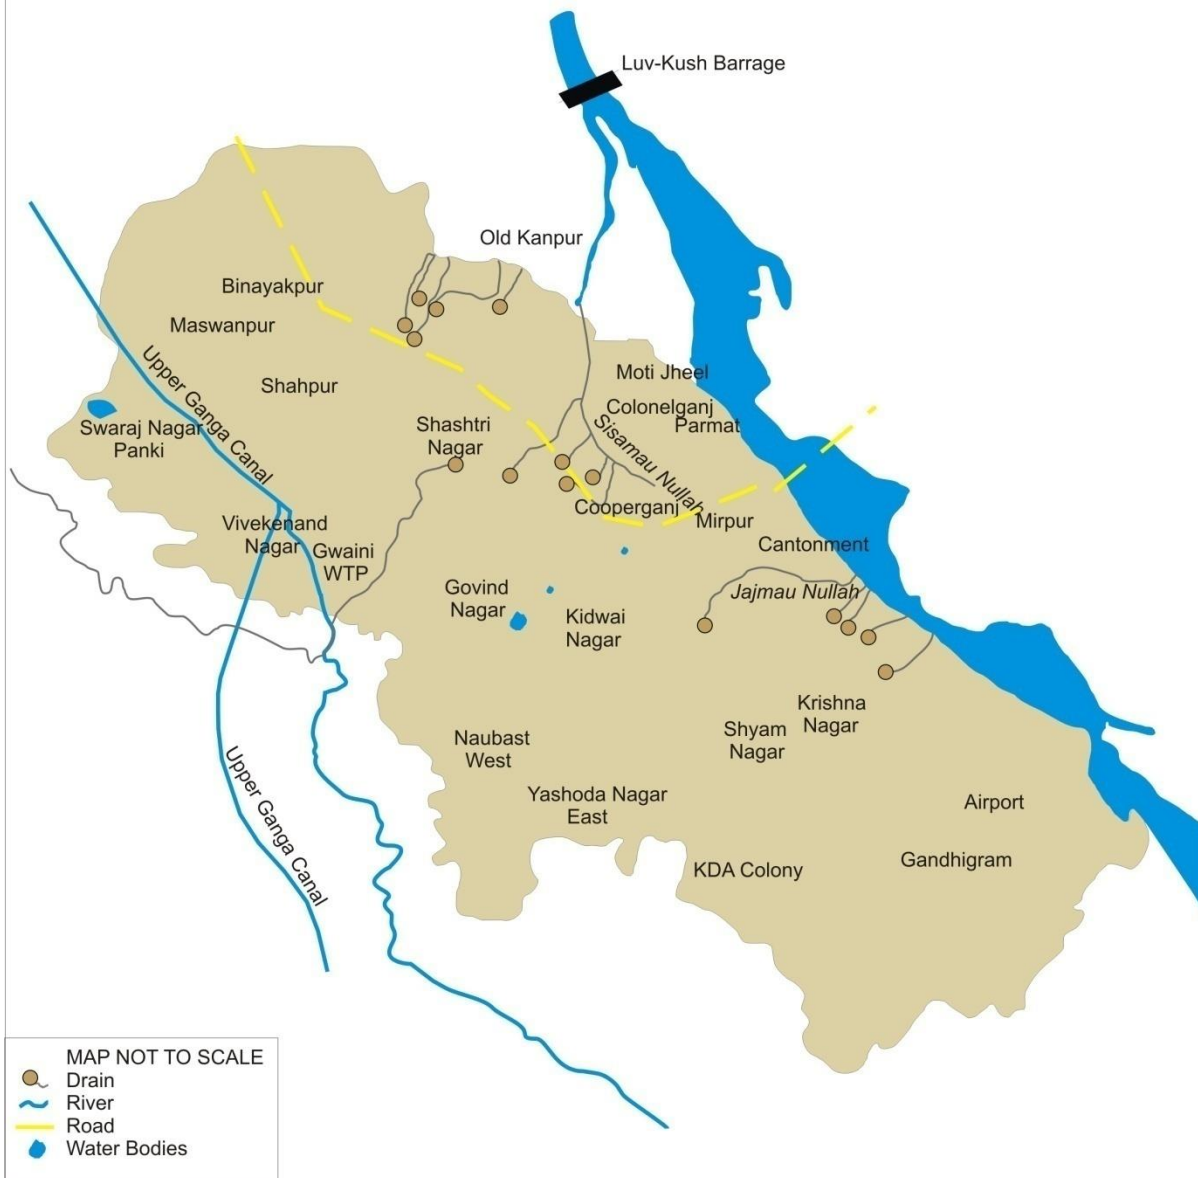 Luv-Kush Barrage
Old Kanpur
Binayakpur
Maswanpur
Shahpur
Upper Ganga Canal
Moti Jheel
Colonelganj
Parmat
Sisamau Nullah
Shashtri
Nagar
Swaraj Nagar
Panki
Cooperganj
Mirpur
Vivekenand
Nagar
Gwaini
WTP
Cantonment
Jajmau Nullah
Govind
Nagar
Kidwai
Nagar
Krishna
Nagar
Shyam
Nagar
Naubast
West
Yashoda Nagar
East
Upper Ganga Canal
Airport
Gandhigram
KDA Colony
MAP NOT TO SCALE
Drain
River
Road
Water Bodies